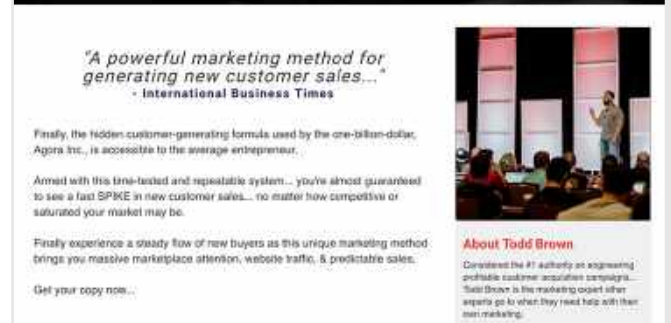 "A powerful marketing method for
generating new customer sales..."
- International Business Times
Finally, the hidden customer-generating formula used by the one-billion-dollar,
Agora Inc., is accessible to the average entrepreneur.
Armed with this time-tested and repeatable system... you're almost guaranteed
to see a fast SPIKE in new customer sales... no matter how competitive or
saturated your market may be.
Finally experience a steady flow of new buyers as this unique marketing method
brings you massive marketplace attention, website traffic, & predictable sales.
Get your copy now...
About Todd Brown
Considered the #1 authority on engineering
profitable customer acquisition campaigns...
Todd Brown is the marketing expert other
experts go to when they need help with their
own marketing.